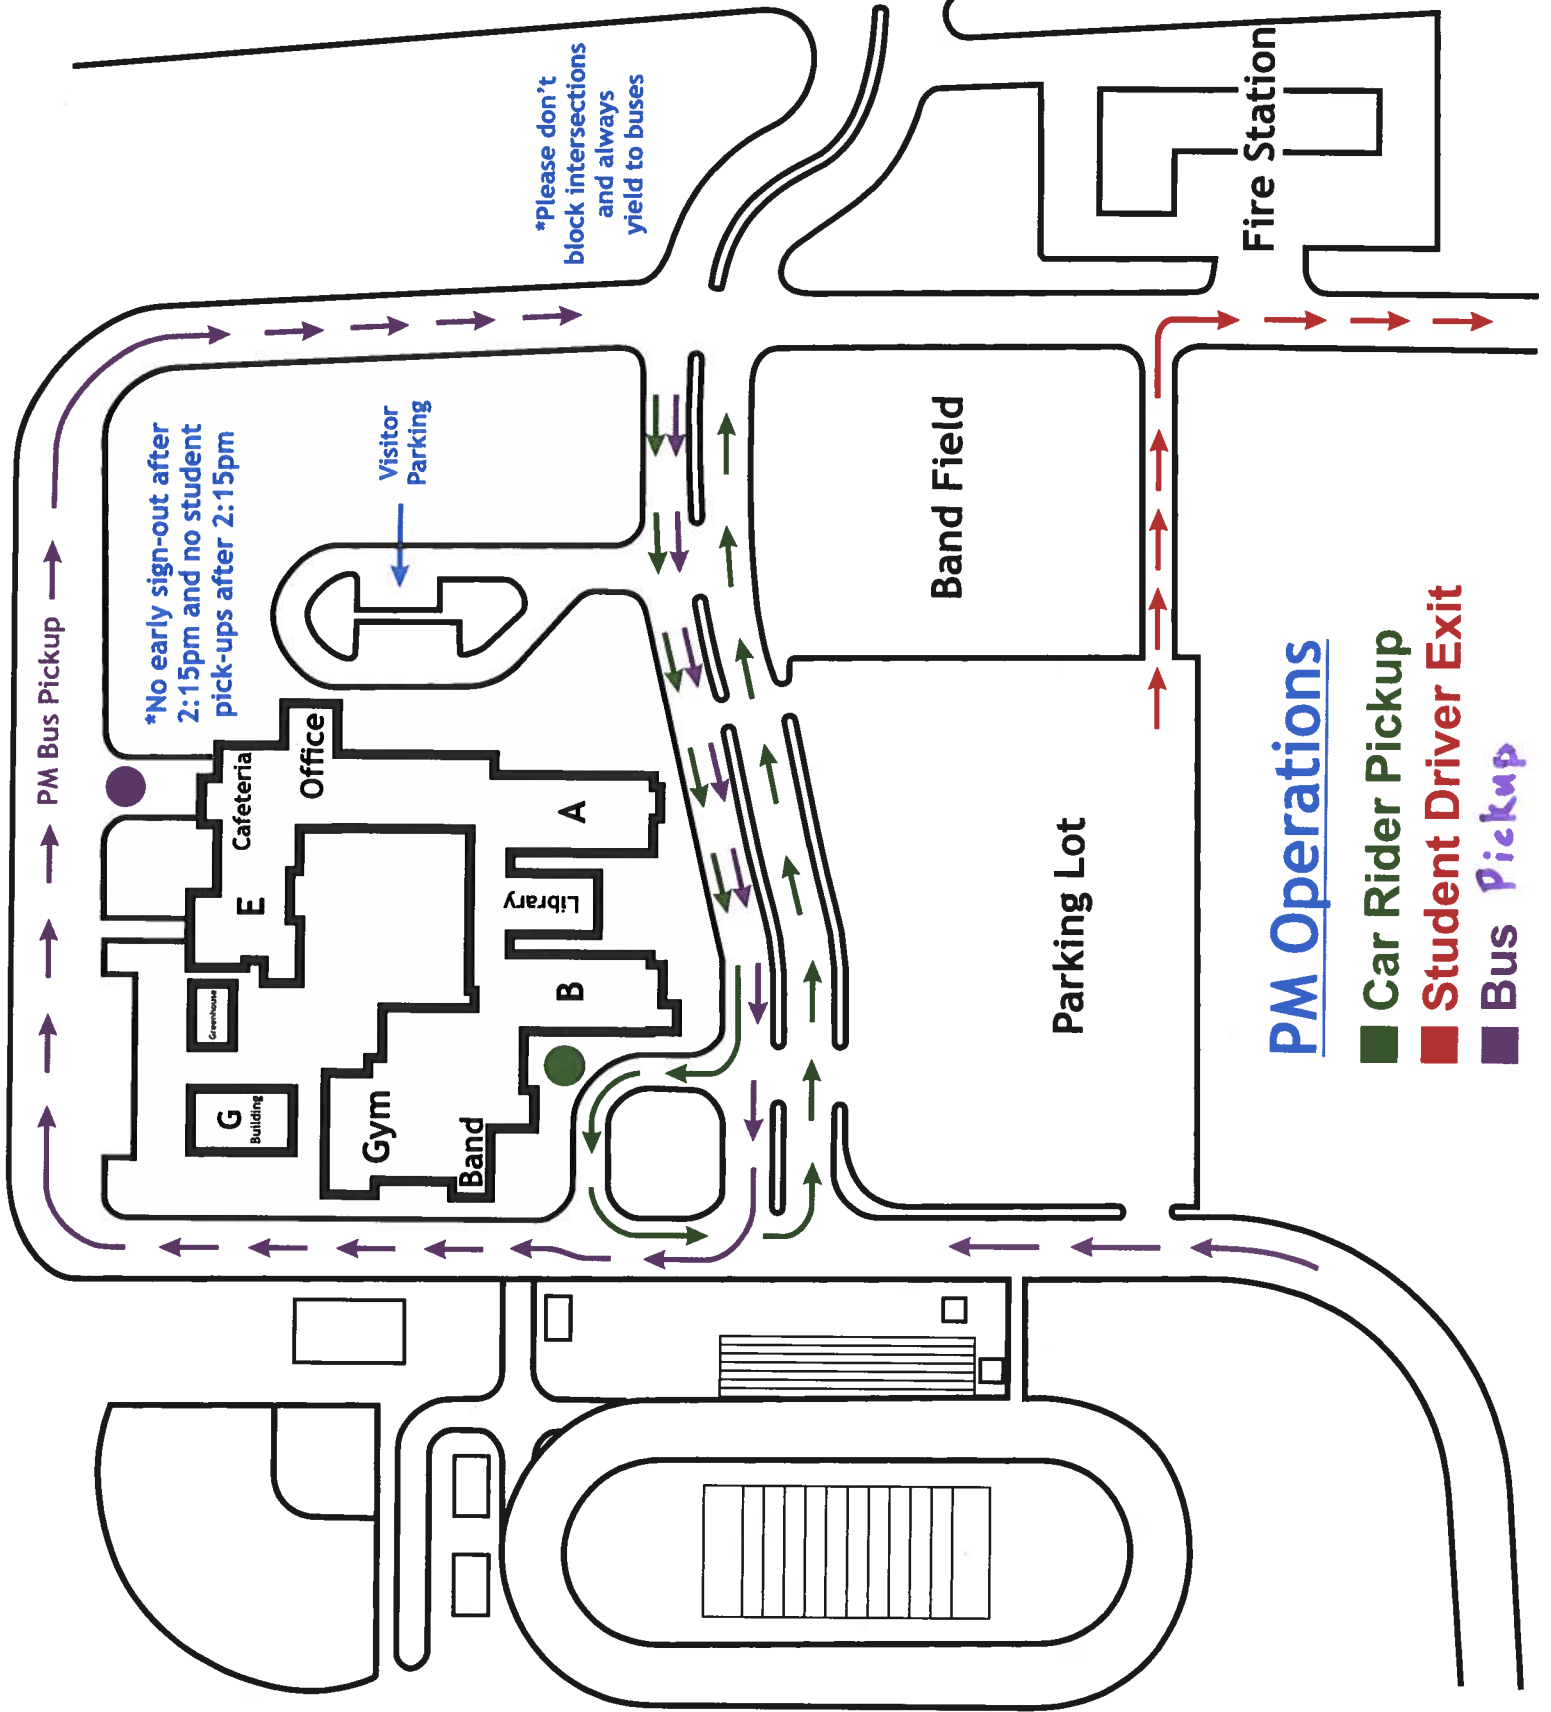 *Please don't
block intersections
and always
yield to buses
*No early sign-out after
2:15pm and no student
pick-ups after 2:15pm
Visitor
Parking
PM Bus Pickup
Fire Station
Band Field
Parking Lot
Office
Cafeteria
A
E
Library
B
Greenhouse
G
Building
Gym
Band
PM Operations
Car Rider Pickup
Student Driver Exit
Bus Pickup